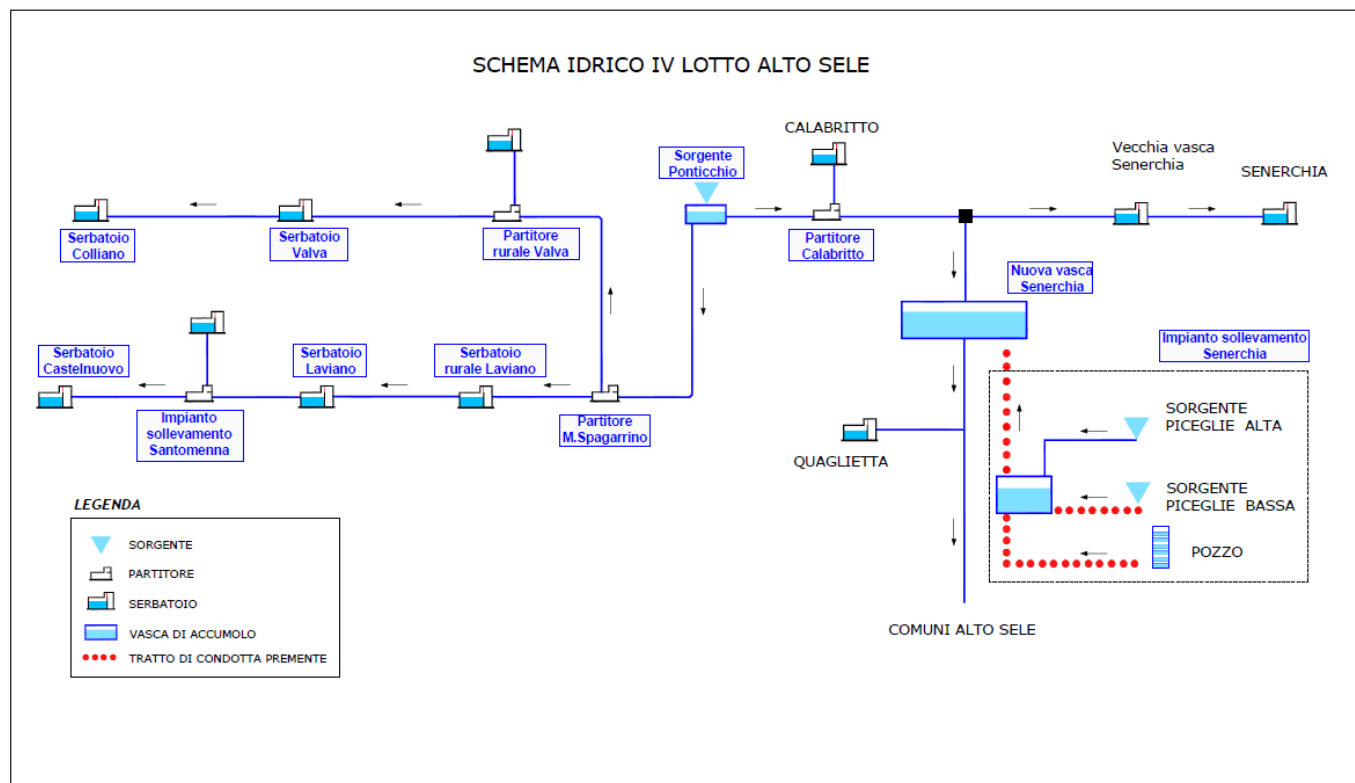 SCHEMA IDRICO IV LOTTO ALTO SELE
CALABRITTO
Sorgente
Ponticchio
Vecchia vasca
Senerchia
SENERCHIA
Serbatoio
Colliano
Serbatoio
Valva
Partitore
rurale Valva
Partitore
Calabritto
Nuova vasca
Senerchia
Impianto sollevamento
Senerchia
Serbatoio
Castelnuovo
Serbatoio
Laviano
Serbatoio
rurale Laviano
Impianto
sollevamento
Santomenna
Partitore
M.Spagarrino
QUAGLIETTA
SORGENTE
PICEGLIE ALTA
SORGENTE
PICEGLIE BASSA
POZZO
COMUNI ALTO SELE
LEGENDA
SORGENTE
PARTITORE
SERBATOIO
VASCA DI ACCUMOLO
TRATTO DI CONDOTTA PREMENTE